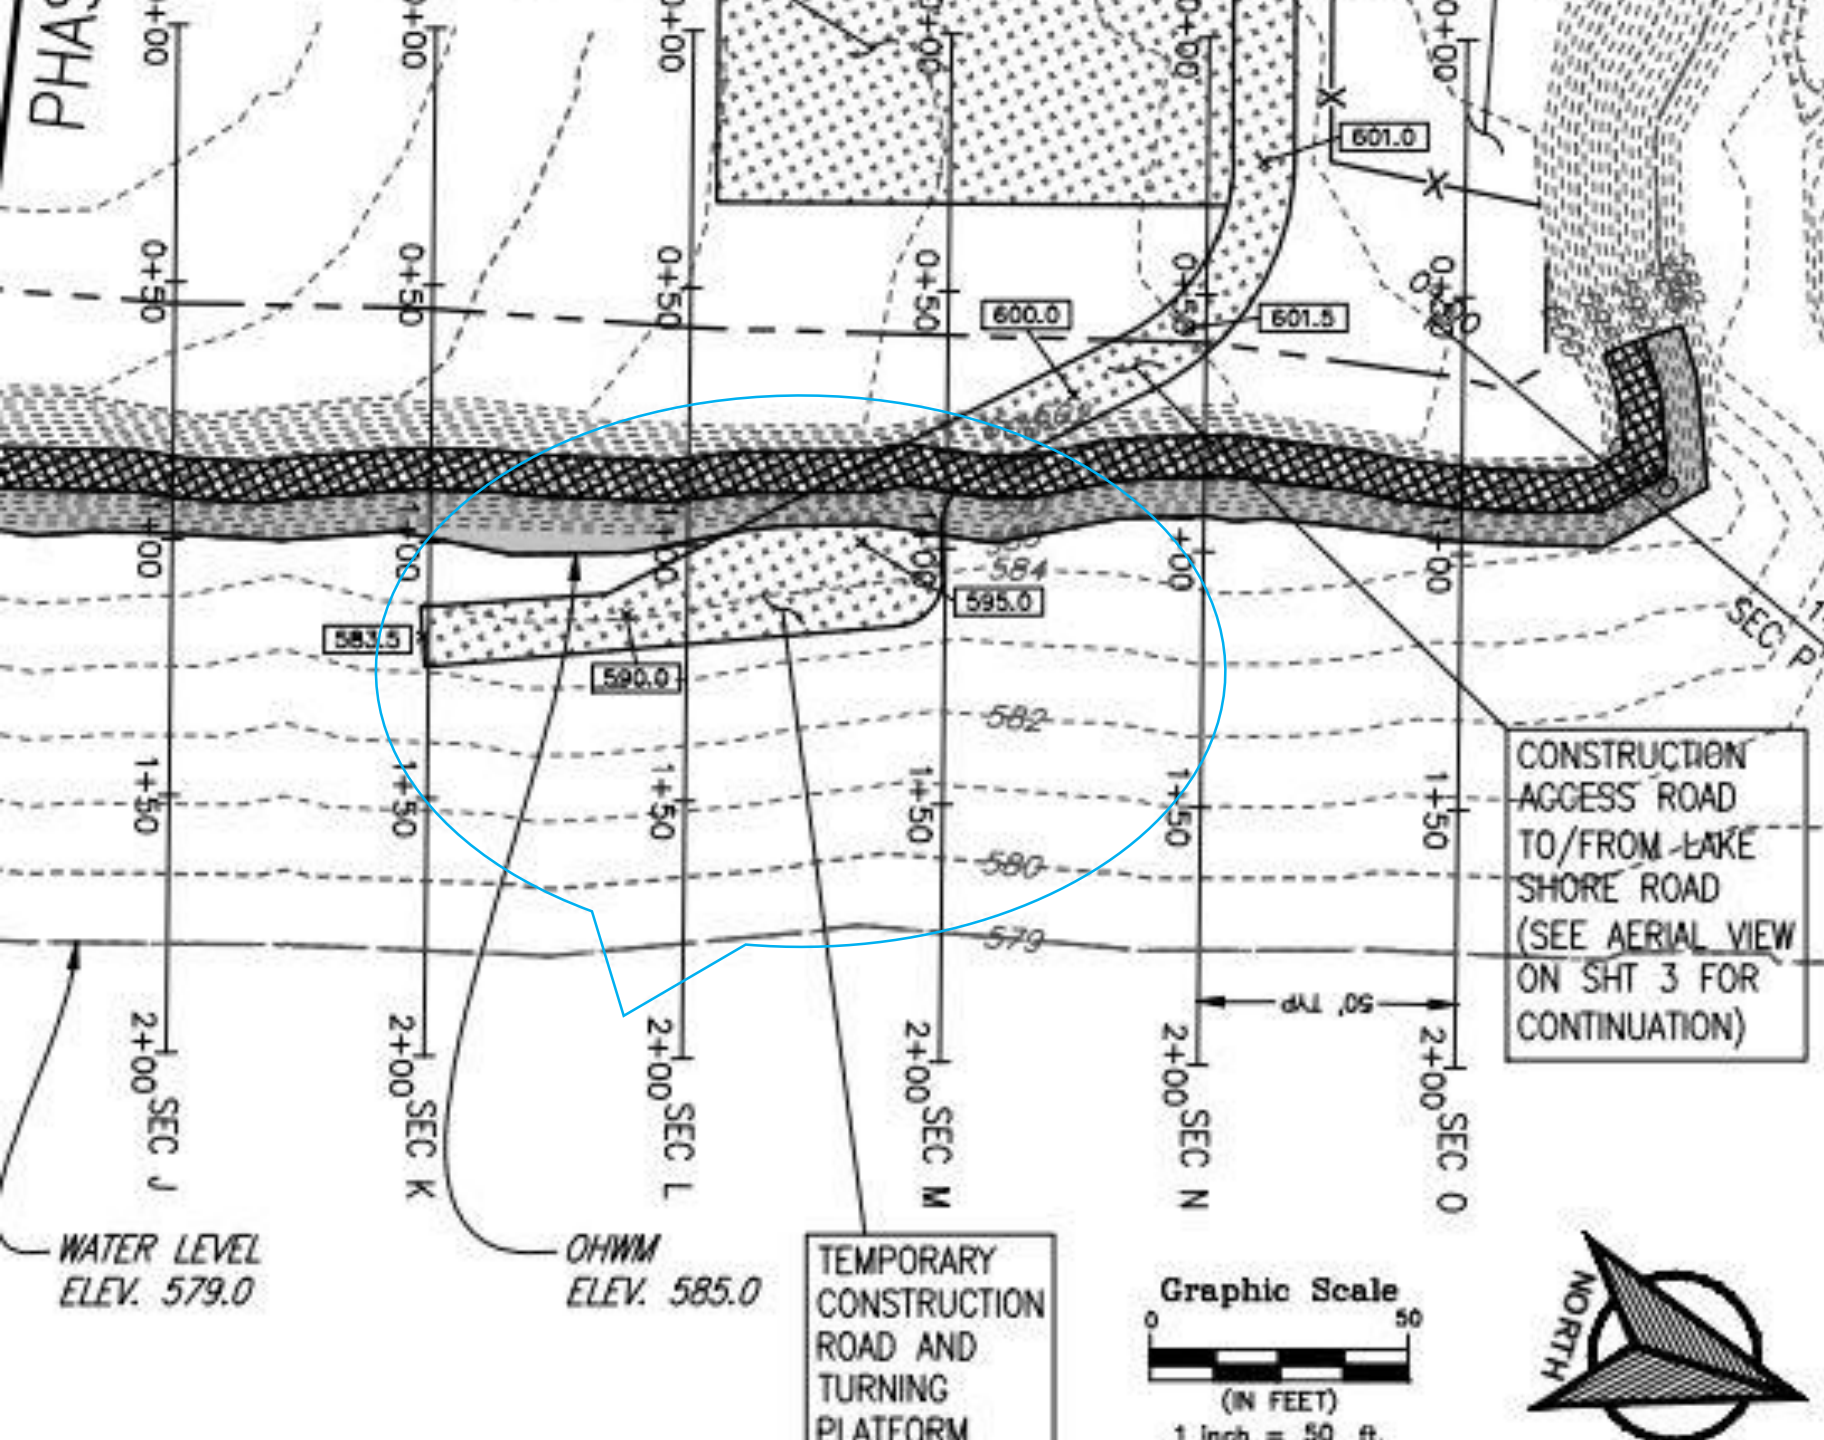 PHAS
0+00
0+00
0+00
0+00
0+00
0+00
601.0
0+50
0+50
0+50
0+50
0+50
0+50
0+50
600.0
601.5
1+00
1+00
1+00
1+00
1+00
1+00
584
595.0
583.5
590.0
SEC P
582
CONSTRUCTION
ACCESS ROAD
TO/FROM LAKE
SHORE ROAD
(SEE AERIAL VIEW
ON SHT 3 FOR
CONTINUATION)
1+50
1+50
1+50
1+50
1+50
1+50
580
579
50' TYP
2+00
2+00
2+00
2+00
2+00
2+00
SEC J
SEC K
SEC L
SEC M
SEC N
SEC O
WATER LEVEL
ELEV. 579.0
OHWM
ELEV. 585.0
TEMPORARY
CONSTRUCTION
ROAD AND
TURNING
PLATFORM
Graphic Scale
0 50
(IN FEET)
1 inch = 50 ft.
NORTH